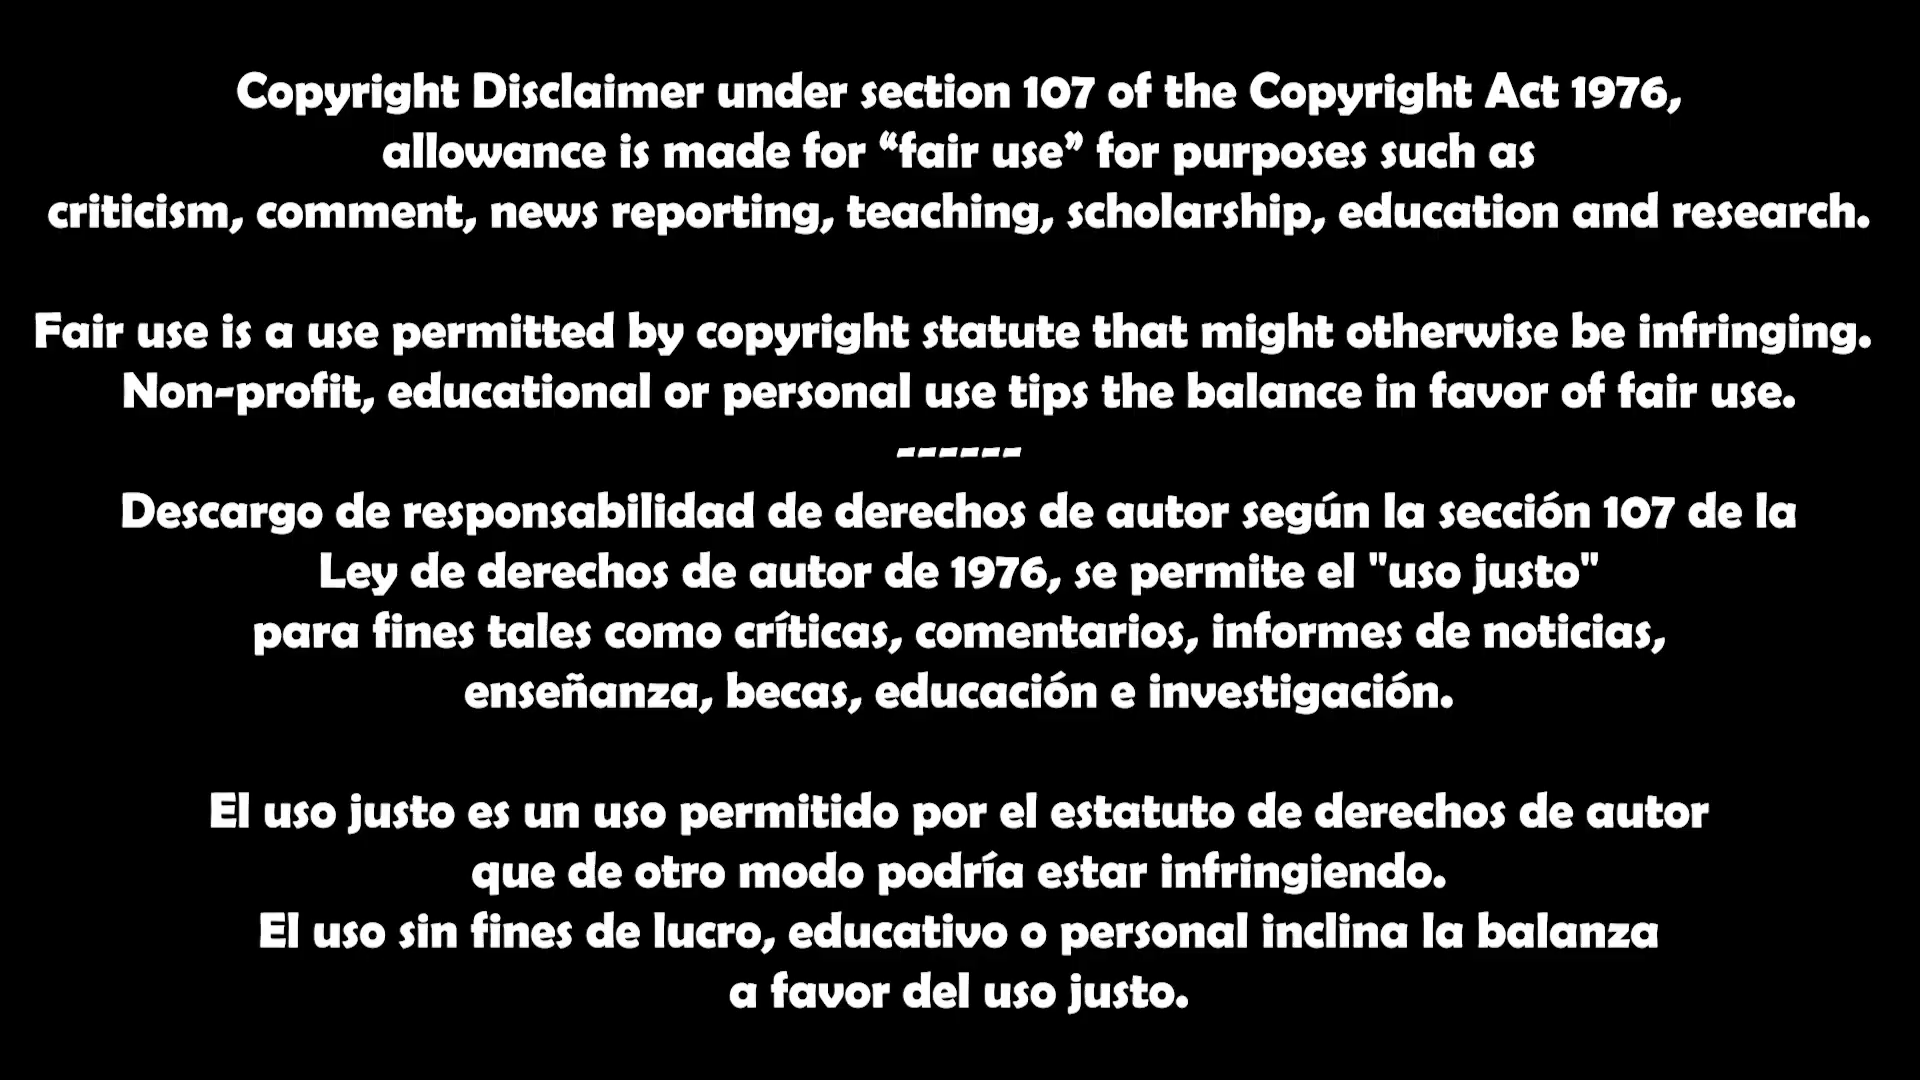 Copyright Disclaimer under section 107 of the Copyright Act 1976,
allowance is made for “fair use” for purposes such as
criticism, comment, news reporting, teaching, scholarship, education and research.
Fair use is a use permitted by copyright statute that might otherwise be infringing.
Non-profit, educational or personal use tips the balance in favor of fair use.
------
Descargo de responsabilidad de derechos de autor según la sección 107 de la
Ley de derechos de autor de 1976, se permite el "uso justo"
para fines tales como críticas, comentarios, informes de noticias,
enseñanza, becas, educación e investigación.
El uso justo es un uso permitido por el estatuto de derechos de autor
que de otro modo podría estar infringiendo.
El uso sin fines de lucro, educativo o personal inclina la balanza
a favor del uso justo.